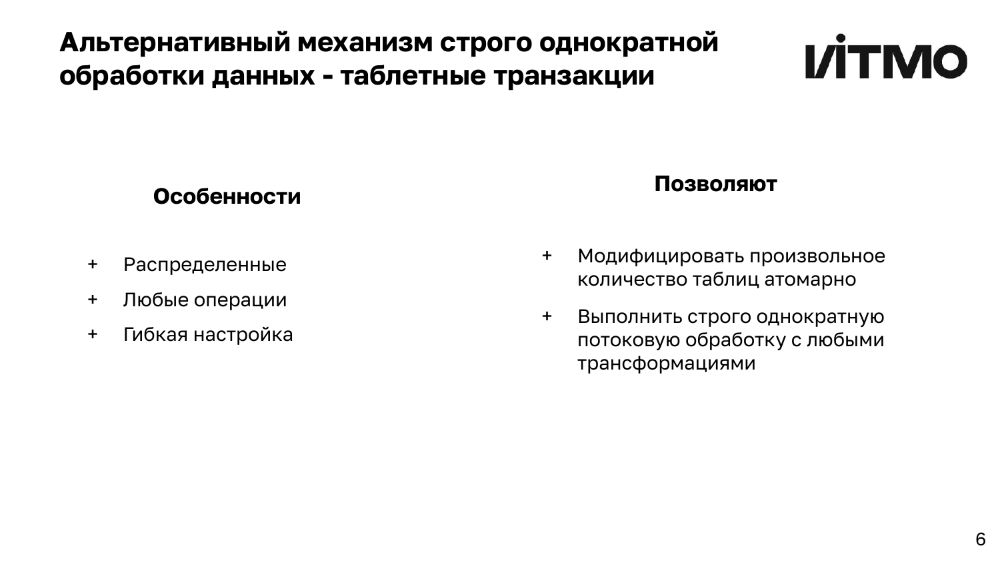 Альтернативный механизм строго однократной
обработки данных - таблетные транзакции
ИТМО
Особенности
+ Распределенные
+ Любые операции
+ Гибкая настройка
Позволяют
+ Модифицировать произвольное
количество таблиц атомарно
+ Выполнить строго однократную
потоковую обработку с любыми
трансформациями
6